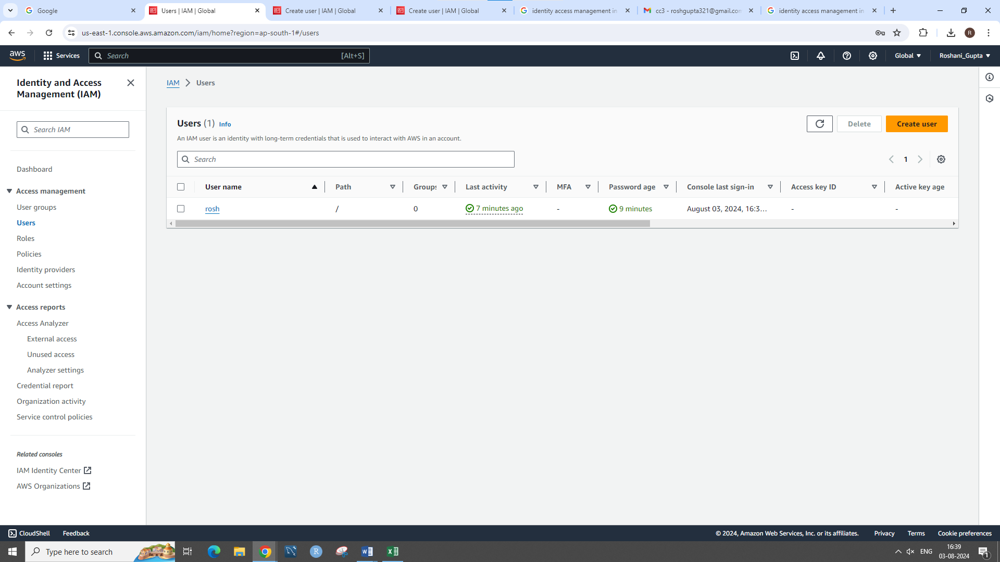 Google
Users | IAM | Global
Create user | IAM | Global
Create user | IAM | Global
identity access management in
cc3 - roshgupta321@gmail.com
identity access management in
us-east-1.console.aws.amazon.com/iam/home?region=ap-south-1#/users
R
aws
Services
Search
[Alt+S]
Global
Roshani_Gupta
Identity and Access
Management (IAM)
Search IAM
Dashboard
Access management
User groups
Users
Roles
Policies
Identity providers
Account settings
Access reports
Access Analyzer
External access
Unused access
Analyzer settings
Credential report
Organization activity
Service control policies
Related consoles
IAM Identity Center
AWS Organizations
IAM > Users
Users (1) Info
An IAM user is an identity with long-term credentials that is used to interact with AWS in an account.
Delete
Create user
Search
1
User name Path Groups Last activity MFA Password age Console last sign-in Access key ID Active key age
rosh / 0 7 minutes ago - 9 minutes August 03, 2024, 16:3... - -
CloudShell Feedback
© 2024, Amazon Web Services, Inc. or its affiliates. Privacy Terms Cookie preferences
Type here to search
ENG
16:39
03-08-2024
1